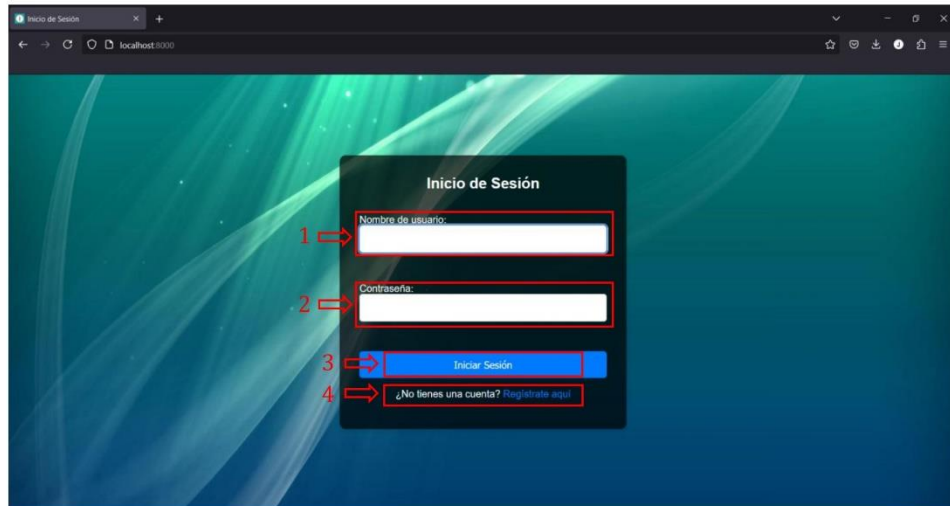 Inicio de Sesión
localhost:8000
Inicio de Sesión
Nombre de usuario:
1
Contraseña:
2
3 Iniciar Sesión
4 ¿No tienes una cuenta? Regístrate aquí